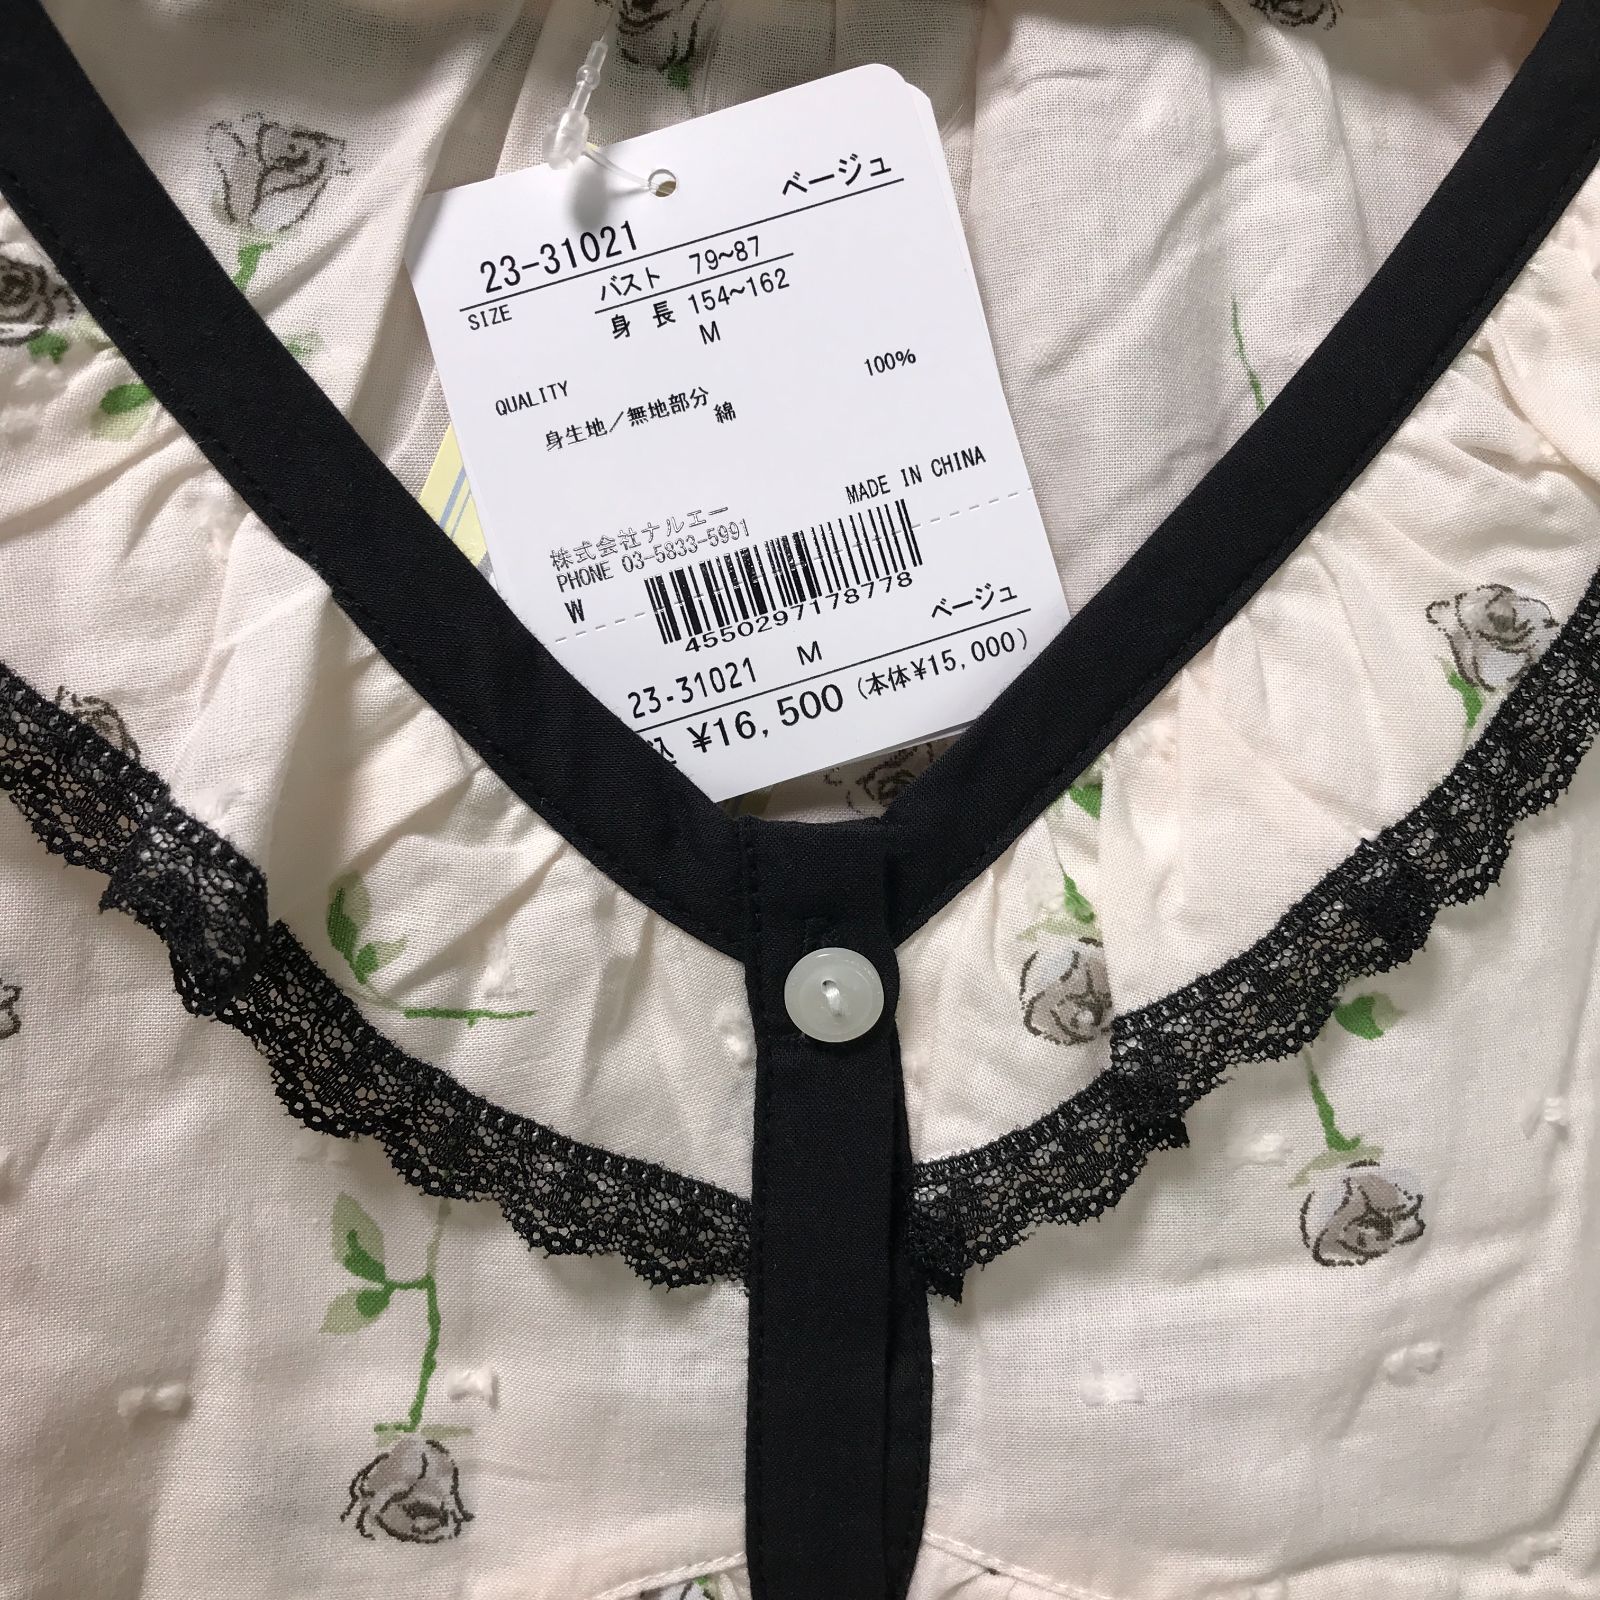 ベージュ
23-31021
SIZE バスト 79~87
身 長 154~162
M
QUALITY
100%
身生地/無地部分 綿
MADE IN CHINA
株式会社ナルエー
PHONE 03-5833-5991
W
4550297178778
ベージュ
23-31021 M
込 ¥16,500 (本体¥15,000)